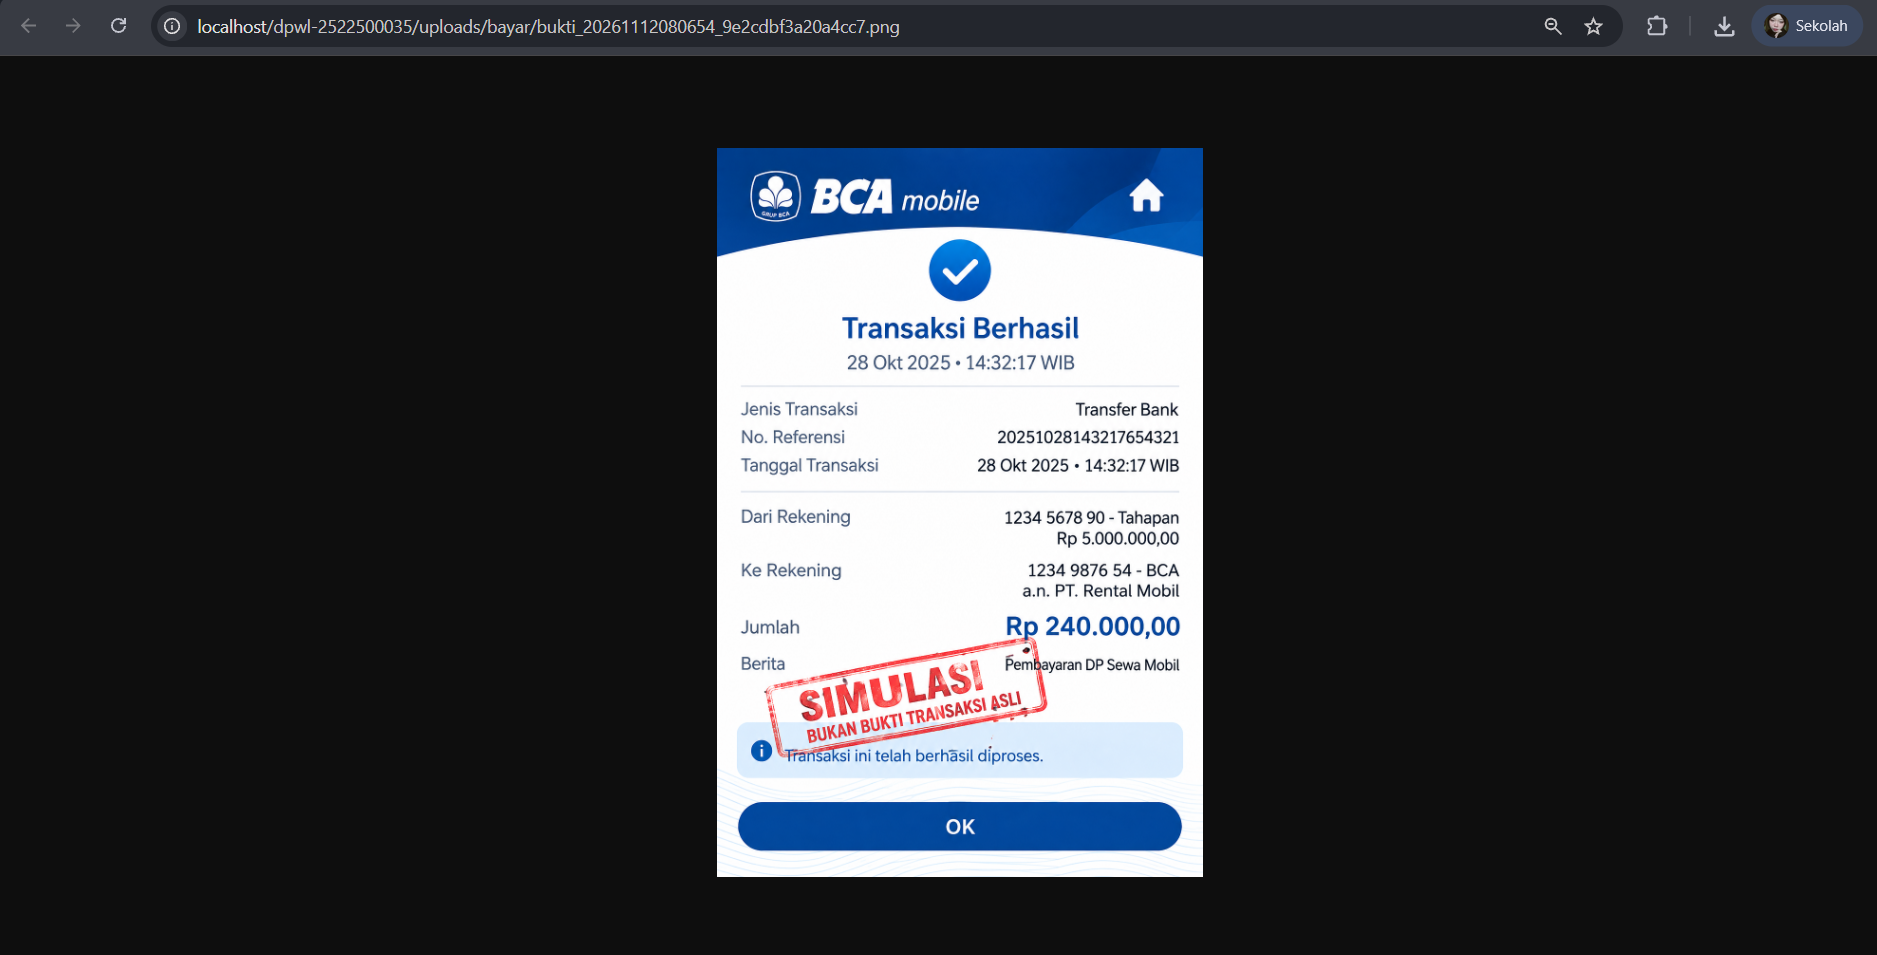 localhost/dpwl-2522500035/uploads/bayar/bukti_20261112080654_9e2cdbf3a20a4cc7.png
Sekolah
GRUP BCA
BCA mobile
Transaksi Berhasil
28 Okt 2025 • 14:32:17 WIB
Jenis Transaksi Transfer Bank
No. Referensi 20251028143217654321
Tanggal Transaksi 28 Okt 2025 • 14:32:17 WIB
Dari Rekening 1234 5678 90 - Tahapan
Rp 5.000.000,00
Ke Rekening 1234 9876 54 - BCA
a.n. PT. Rental Mobil
Jumlah Rp 240.000,00
Berita Pembayaran DP Sewa Mobil
SIMULASI
BUKAN BUKTI TRANSAKSI ASLI
Transaksi ini telah berhasil diproses.
OK